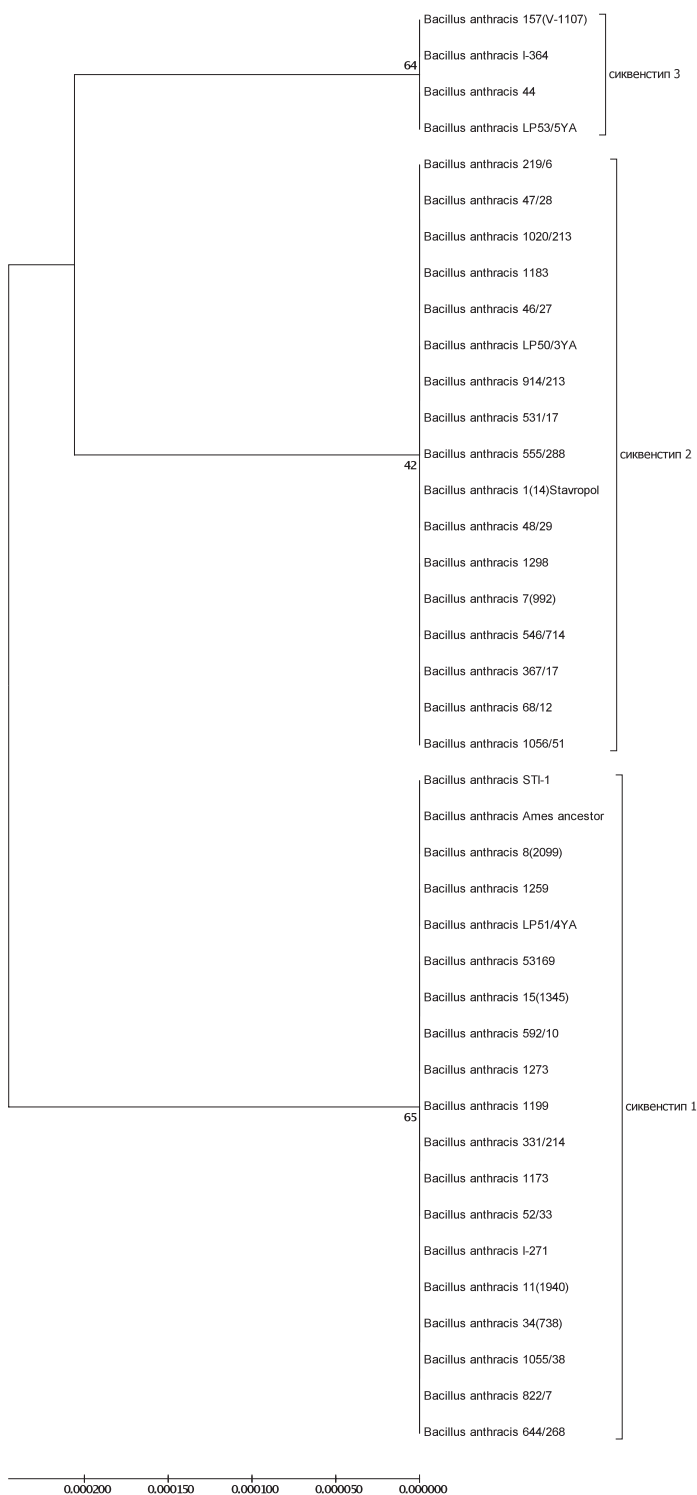 Bacillus anthracis 157(V-1107)
Bacillus anthracis I-364
64
сиквенстип 3
Bacillus anthracis 44
Bacillus anthracis LP53/5YA
Bacillus anthracis 219/6
Bacillus anthracis 47/28
Bacillus anthracis 1020/213
Bacillus anthracis 1183
Bacillus anthracis 46/27
Bacillus anthracis LP50/3YA
Bacillus anthracis 914/213
Bacillus anthracis 531/17
Bacillus anthracis 555/288
сиквенстип 2
42
Bacillus anthracis 1(14)Stavropol
Bacillus anthracis 48/29
Bacillus anthracis 1298
Bacillus anthracis 7(992)
Bacillus anthracis 546/714
Bacillus anthracis 367/17
Bacillus anthracis 68/12
Bacillus anthracis 1056/51
Bacillus anthracis STI-1
Bacillus anthracis Ames ancestor
Bacillus anthracis 8(2099)
Bacillus anthracis 1259
Bacillus anthracis LP51/4YA
Bacillus anthracis 53169
Bacillus anthracis 15(1345)
Bacillus anthracis 592/10
Bacillus anthracis 1273
Bacillus anthracis 1199
сиквенстип 1
65
Bacillus anthracis 331/214
Bacillus anthracis 1173
Bacillus anthracis 52/33
Bacillus anthracis I-271
Bacillus anthracis 11(1940)
Bacillus anthracis 34(738)
Bacillus anthracis 1055/38
Bacillus anthracis 822/7
Bacillus anthracis 644/268
0.000200 0.000150 0.000100 0.000050 0.000000